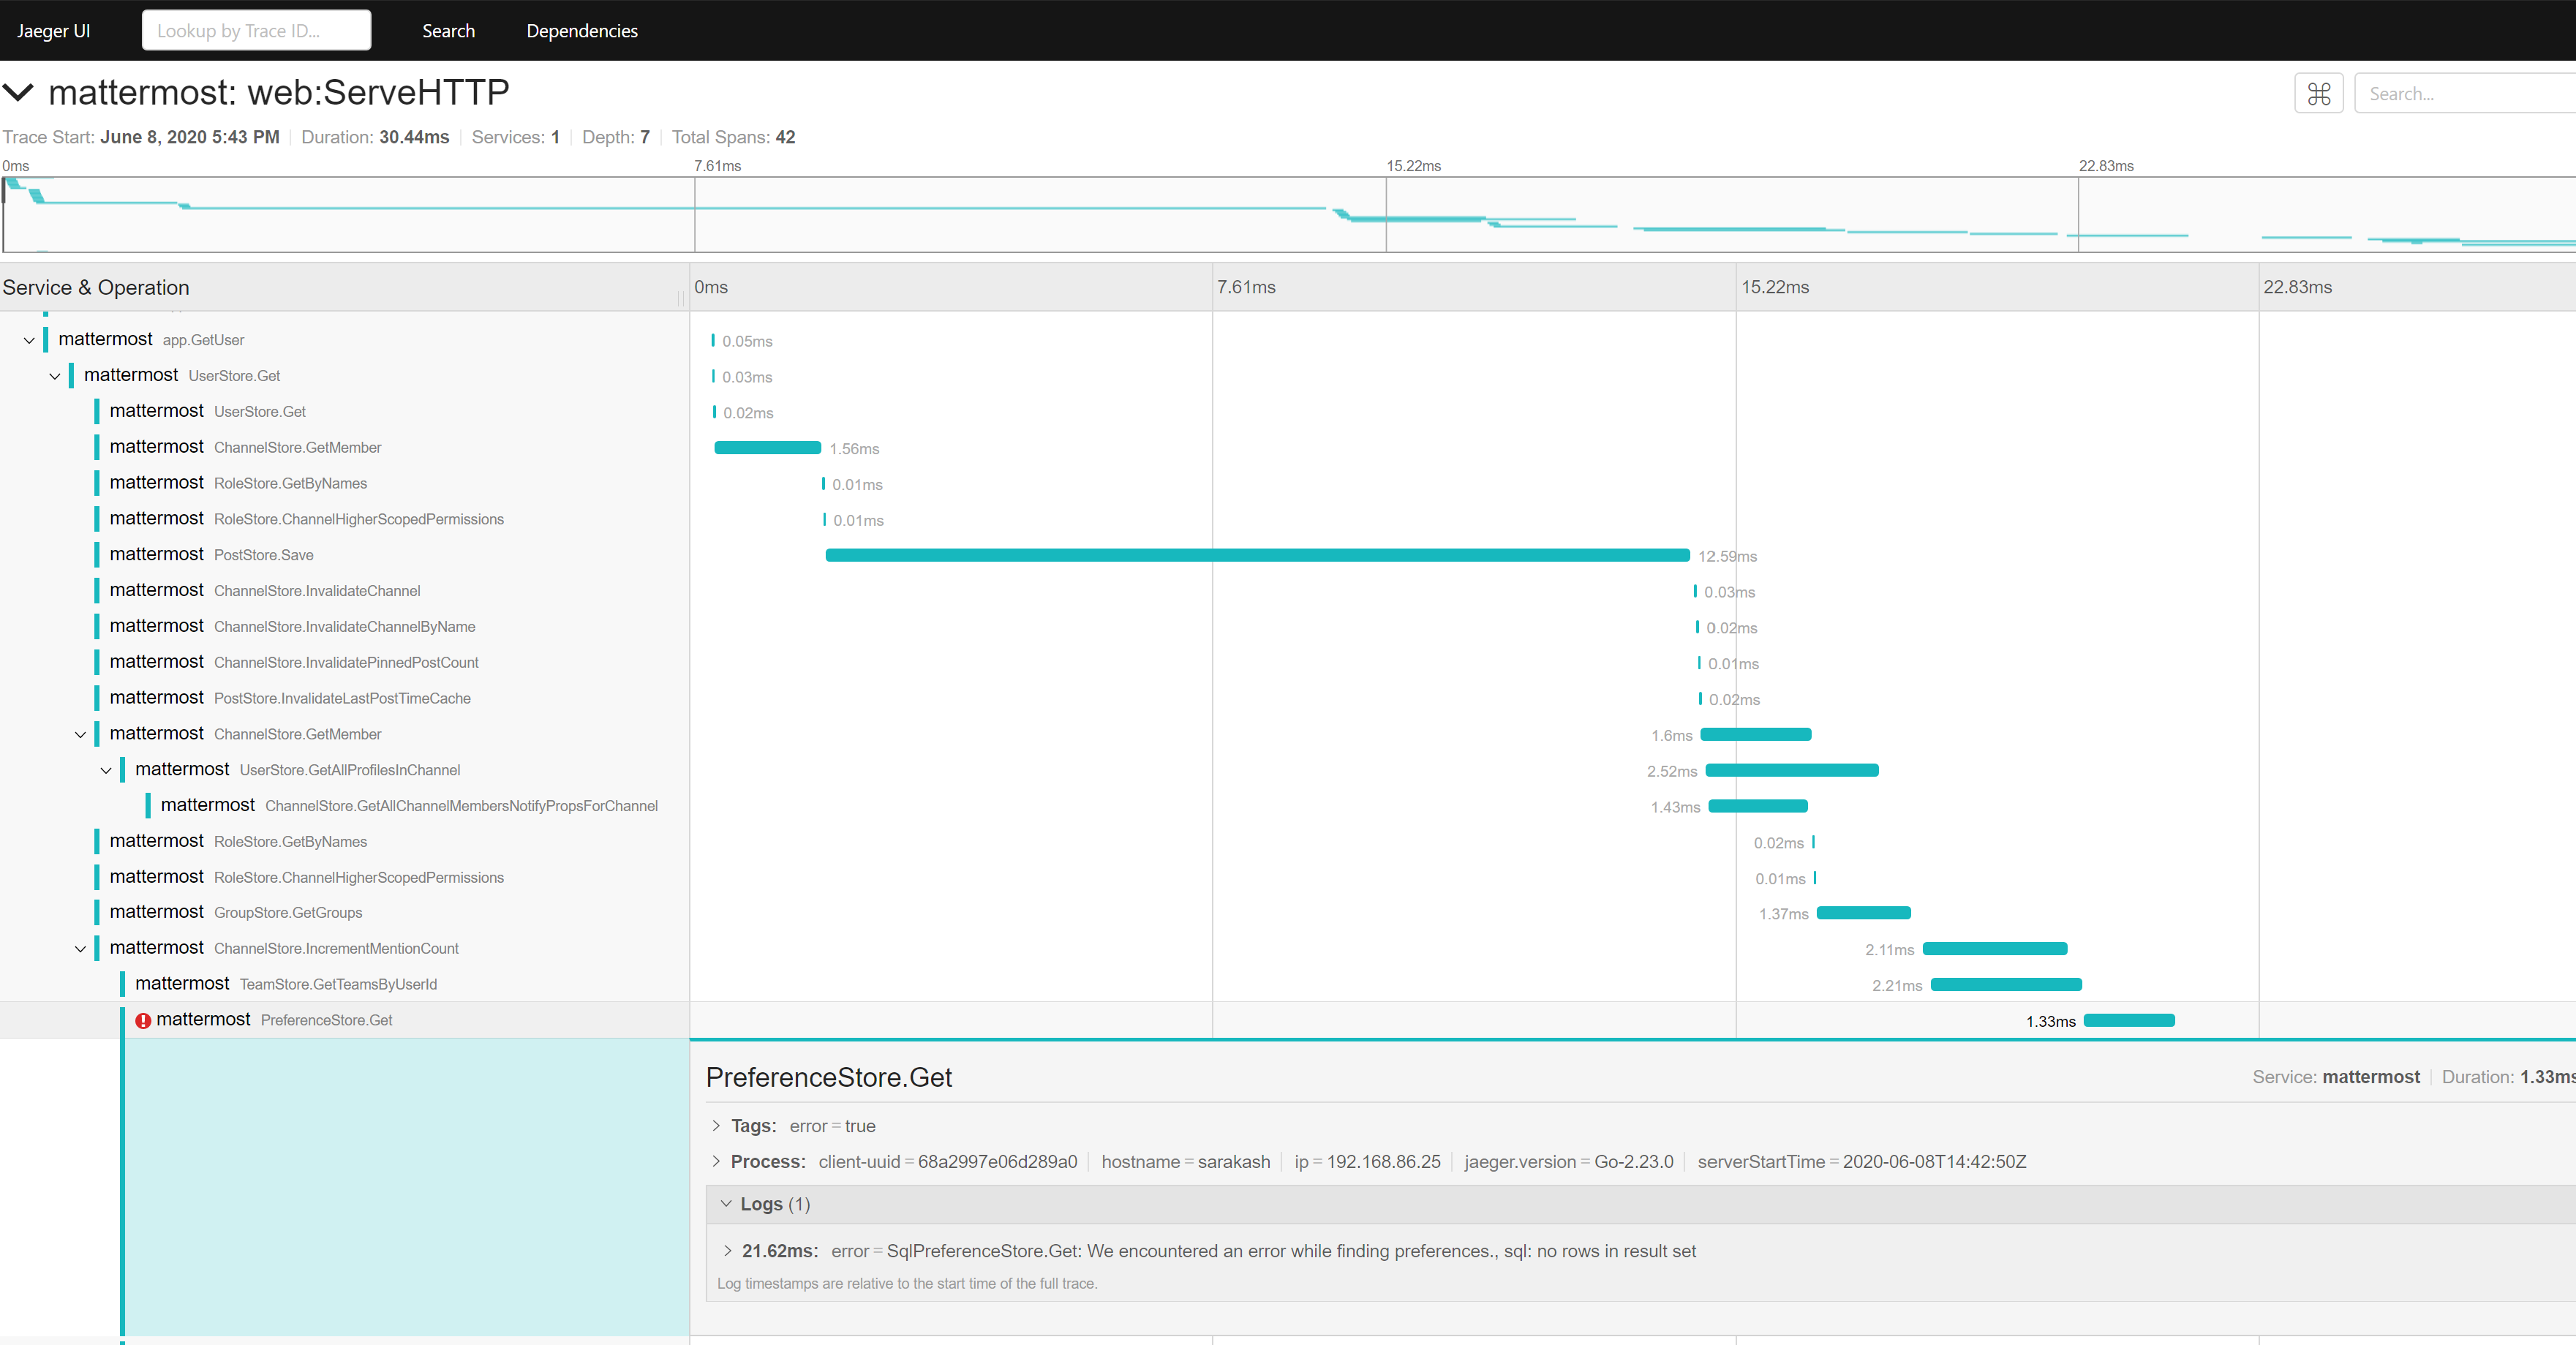 Jaeger UI Lookup by Trace ID... Search Dependencies
mattermost: web:ServeHTTP
Search...
Trace Start: June 8, 2020 5:43 PM Duration: 30.44ms Services: 1 Depth: 7 Total Spans: 42
0ms 7.61ms 15.22ms 22.83ms
Service & Operation 0ms 7.61ms 15.22ms 22.83ms
mattermost app.GetUser 0.05ms
mattermost UserStore.Get 0.03ms
mattermost UserStore.Get 0.02ms
mattermost ChannelStore.GetMember 1.56ms
mattermost RoleStore.GetByNames 0.01ms
mattermost RoleStore.ChannelHigherScopedPermissions 0.01ms
mattermost PostStore.Save 12.59ms
mattermost ChannelStore.InvalidateChannel 0.03ms
mattermost ChannelStore.InvalidateChannelByName 0.02ms
mattermost ChannelStore.InvalidatePinnedPostCount 0.01ms
mattermost PostStore.InvalidateLastPostTimeCache 0.02ms
mattermost ChannelStore.GetMember 1.6ms
mattermost UserStore.GetAllProfilesInChannel 2.52ms
mattermost ChannelStore.GetAllChannelMembersNotifyPropsForChannel 1.43ms
mattermost RoleStore.GetByNames 0.02ms
mattermost RoleStore.ChannelHigherScopedPermissions 0.01ms
mattermost GroupStore.GetGroups 1.37ms
mattermost ChannelStore.IncrementMentionCount 2.11ms
mattermost TeamStore.GetTeamsByUserId 2.21ms
mattermost PreferenceStore.Get 1.33ms
PreferenceStore.Get Service: mattermost Duration: 1.33ms
Tags: error = true
Process: client-uuid = 68a2997e06d289a0 hostname = sarakash ip = 192.168.86.25 jaeger.version = Go-2.23.0 serverStartTime = 2020-06-08T14:42:50Z
Logs (1)
21.62ms: error = SqlPreferenceStore.Get: We encountered an error while finding preferences., sql: no rows in result set
Log timestamps are relative to the start time of the full trace.